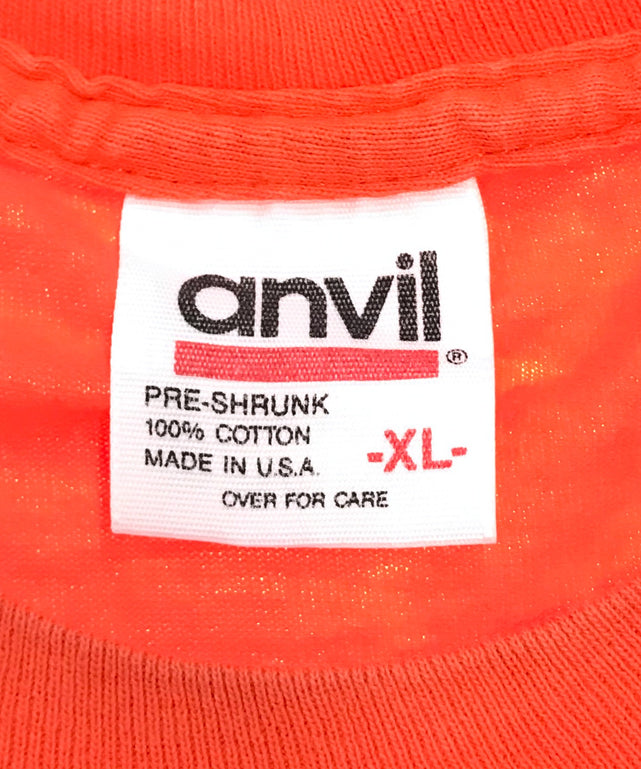 anvil
®
PRE-SHRUNK
100% COTTON
MADE IN U.S.A.
-XL-
OVER FOR CARE